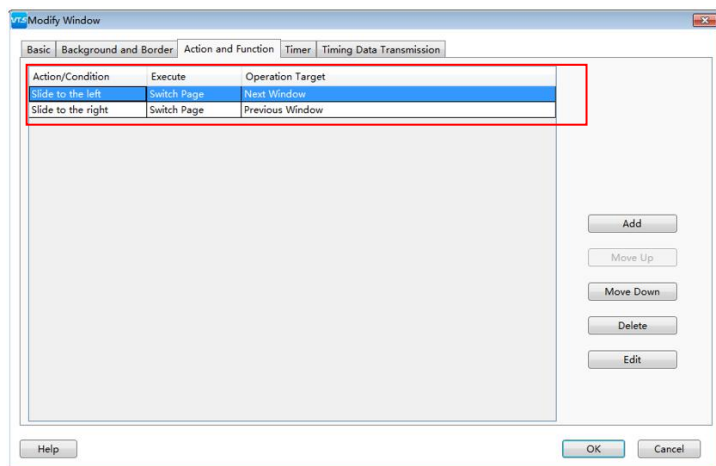 VTS Modify Window
Basic Background and Border Action and Function Timer Timing Data Transmission
Action/Condition Execute Operation Target
Slide to the left Switch Page Next Window
Slide to the right Switch Page Previous Window
Add
Move Up
Move Down
Delete
Edit
Help OK Cancel